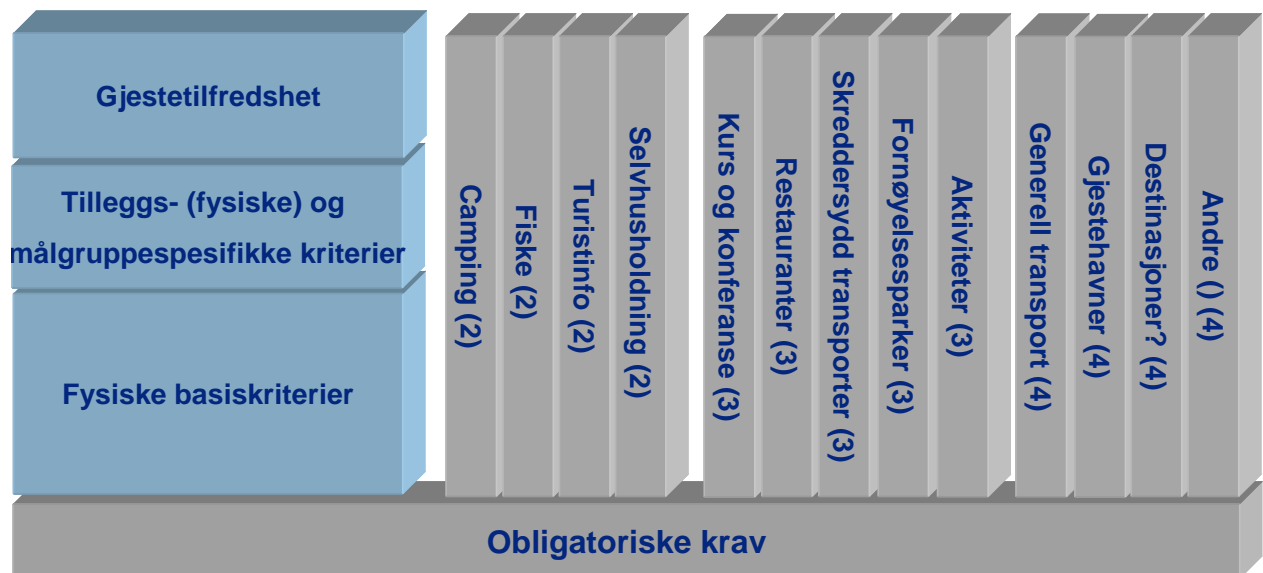 Gjestetilfredshet
Tilleggs- (fysiske) og
målgruppespesifikke kriterier
Fysiske basiskriterier
Camping (2)
Fiske (2)
Turistinfo (2)
Selvhusholdning (2)
Kurs og konferanse (3)
Restauranter (3)
Skreddersydd transporter (3)
Fornøyelsesparker (3)
Aktiviteter (3)
Generell transport (4)
Gjestehavner (4)
Destinasjoner? (4)
Andre () (4)
Obligatoriske krav